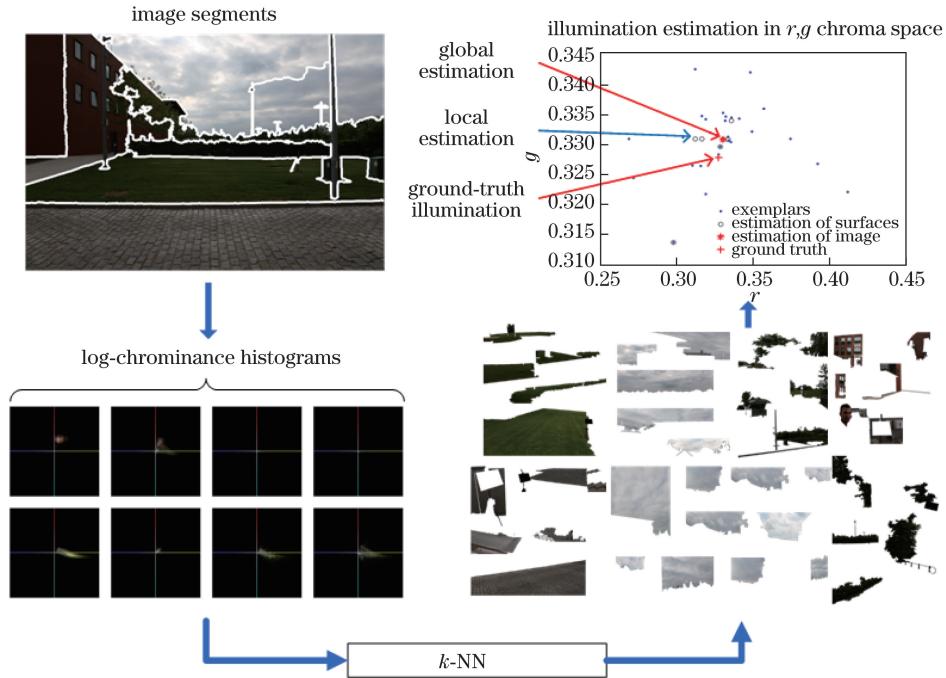 image segments
illumination estimation in r,g chroma space
global
estimation
local
estimation
ground-truth
illumination
0.345
0.340
0.335
0.330
0.325
0.320
0.315
0.310
g
exemplars
estimation of surfaces
estimation of image
ground truth
0.25 0.30 0.35 0.40 0.45
r
log-chrominance histograms
k-NN